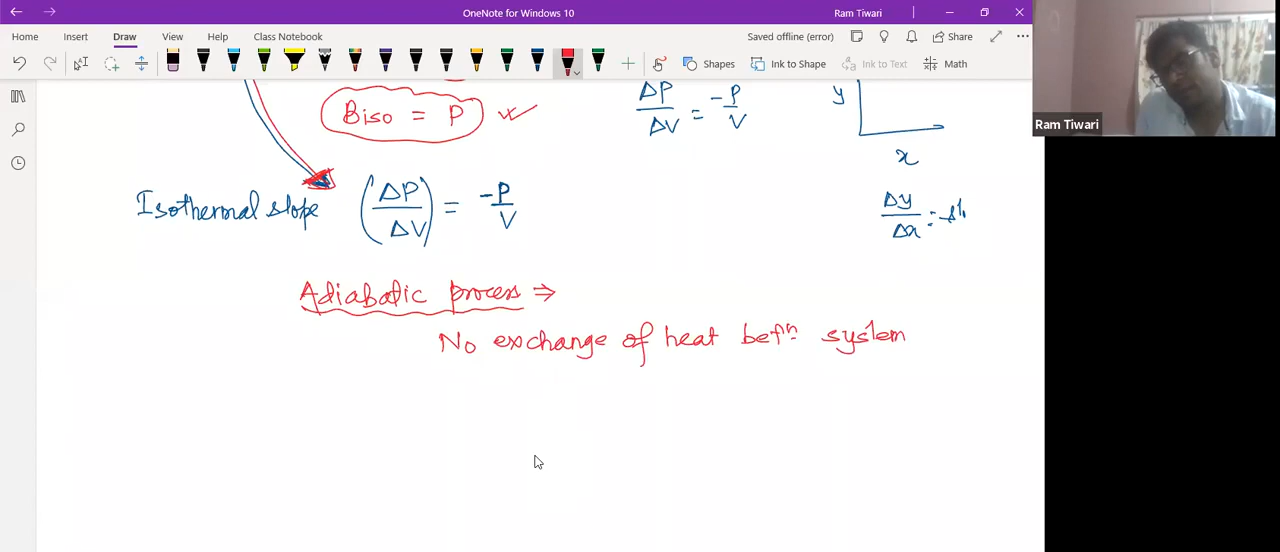 OneNote for Windows 10
Ram Tiwari
Home Insert Draw View Help Class Notebook
Saved offline (error) Share
Shapes Ink to Shape Ink to Text Math
Biso = P
ΔP/ΔV = -P/V
y
x
Ram Tiwari
Isothermal slope (ΔP/ΔV) = -P/V
Δy/Δx =
Adiabatic process ⇒
No exchange of heat betⁿ system